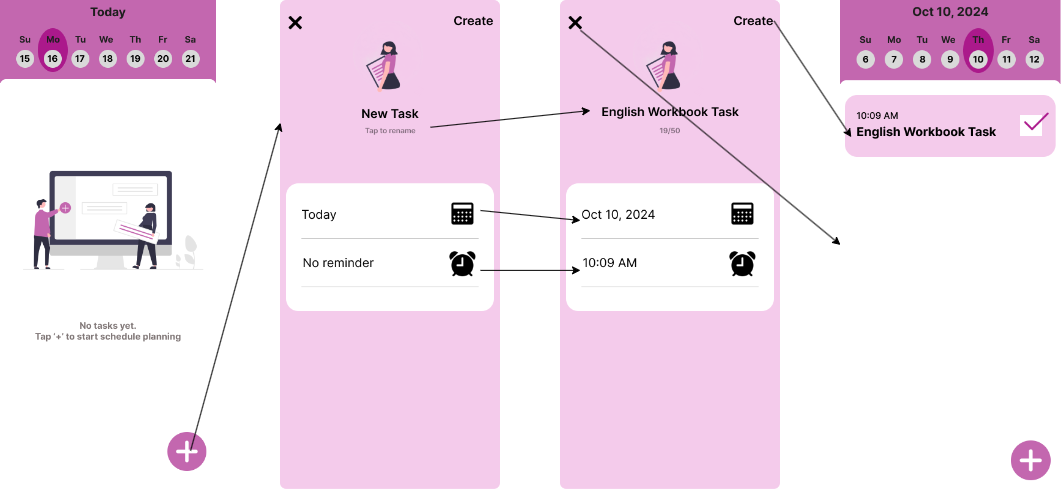 Today
Su Mo Tu We Th Fr Sa
15 16 17 18 19 20 21
No tasks yet.
Tap '+' to start schedule planning
Create
New Task
Tap to rename
Today
No reminder
Create
English Workbook Task
19/50
Oct 10, 2024
10:09 AM
Oct 10, 2024
Su Mo Tu We Th Fr Sa
6 7 8 9 10 11 12
10:09 AM
English Workbook Task